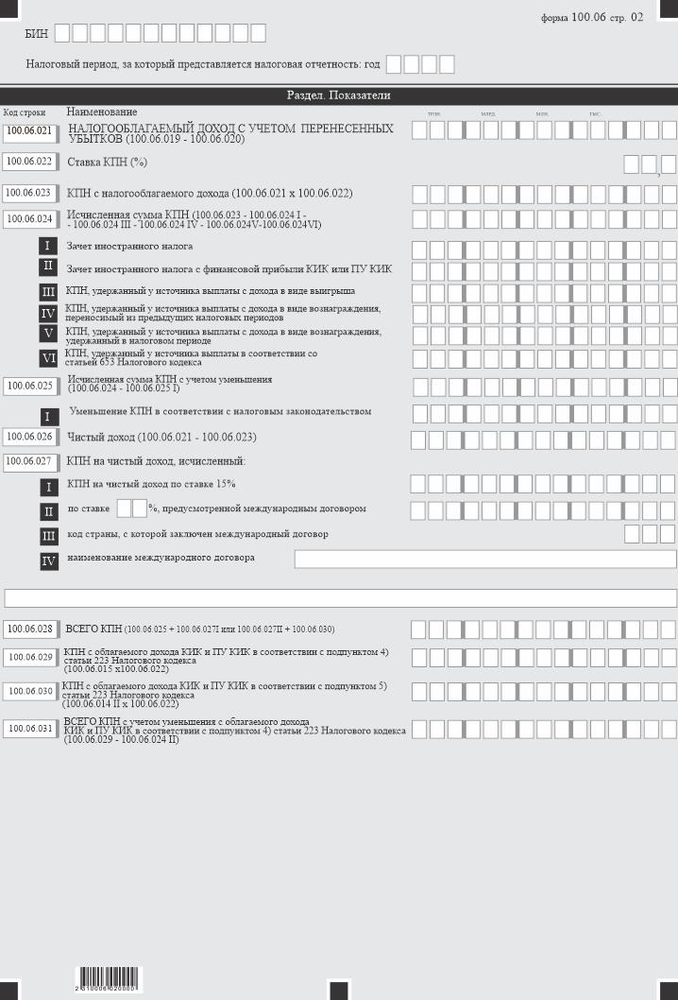 форма 100.06 стр. 02
БИН
Налоговый период, за который представляется налоговая отчетность: год
Раздел. Показатели
Код строки Наименование трлн. млрд. млн. тыс.
100.06.021 НАЛОГООБЛАГАЕМЫЙ ДОХОД С УЧЕТОМ ПЕРЕНЕСЕННЫХ
УБЫТКОВ (100.06.019 - 100.06.020)
100.06.022 Ставка КПН (%)
,
100.06.023 КПН с налогооблагаемого дохода (100.06.021 х 100.06.022)
100.06.024 Исчисленная сумма КПН (100.06.023 - 100.06.024 I -
- 100.06.024 III - 100.06.024 IV - 100.06.024V-100.06.024VI)
I Зачет иностранного налога
II Зачет иностранного налога с финансовой прибыли КИК или ПУ КИК
III КПН, удержанный у источника выплаты с дохода в виде выигрыша
IV КПН, удержанный у источника выплаты с дохода в виде вознаграждения,
переносимый из предыдущих налоговых периодов
V КПН, удержанный у источника выплаты с дохода в виде вознаграждения,
удержанный в налоговом периоде
VI КПН, удержанный у источника выплаты в соответствии со
статьей 653 Налогового кодекса
100.06.025 Исчисленная сумма КПН с учетом уменьшения
(100.06.024 - 100.06.025 I)
I Уменьшение КПН в соответствии с налоговым законодательством
100.06.026 Чистый доход (100.06.021 - 100.06.023)
100.06.027 КПН на чистый доход, исчисленный:
I КПН на чистый доход по ставке 15%
II по ставке %, предусмотренной международным договором
III код страны, с которой заключен международный договор
IV наименование международного договора
100.06.028 ВСЕГО КПН (100.06.025 + 100.06.027I или 100.06.027II + 100.06.030)
100.06.029 КПН с облагаемого дохода КИК и ПУ КИК в соответствии с подпунктом 4)
статьи 223 Налогового кодекса
(100.06.015 х100.06.022)
100.06.030 КПН с облагаемого дохода КИК и ПУ КИК в соответствии с подпунктом 5)
статьи 223 Налогового кодекса
(100.06.014 II х 100.06.022)
100.06.031 ВСЕГО КПН с учетом уменьшения с облагаемого дохода
КИК и ПУ КИК в соответствии с подпунктом 4) статьи 223 Налогового кодекса
(100.06.029 - 100.06.024 II)
2 310006 020000